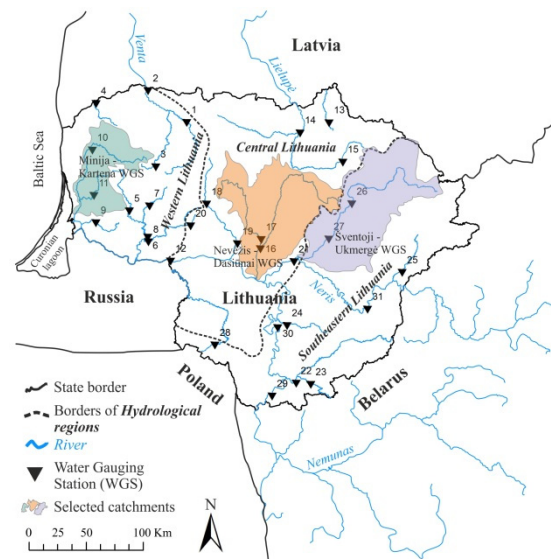 Latvia
Venta
Lielupė
2
4
1
13
14
Central Lithuania
10
Minija -
Kartena WGS
3
15
Baltic Sea
Western Lithuania
11
7
5
18
26
9
20
8
6
19
17
16
Nevėžis -
Dasiūnai WGS
27
Šventoji -
Ukmergė WGS
Curonian
lagoon
12
21
25
Russia
Lithuania
Neris
Southeastern Lithuania
31
24
30
28
Poland
22
23
29
Belarus
Nemunas
State border
Borders of Hydrological
regions
River
Water Gauging
Station (WGS)
Selected catchments
N
0 25 50 100 Km